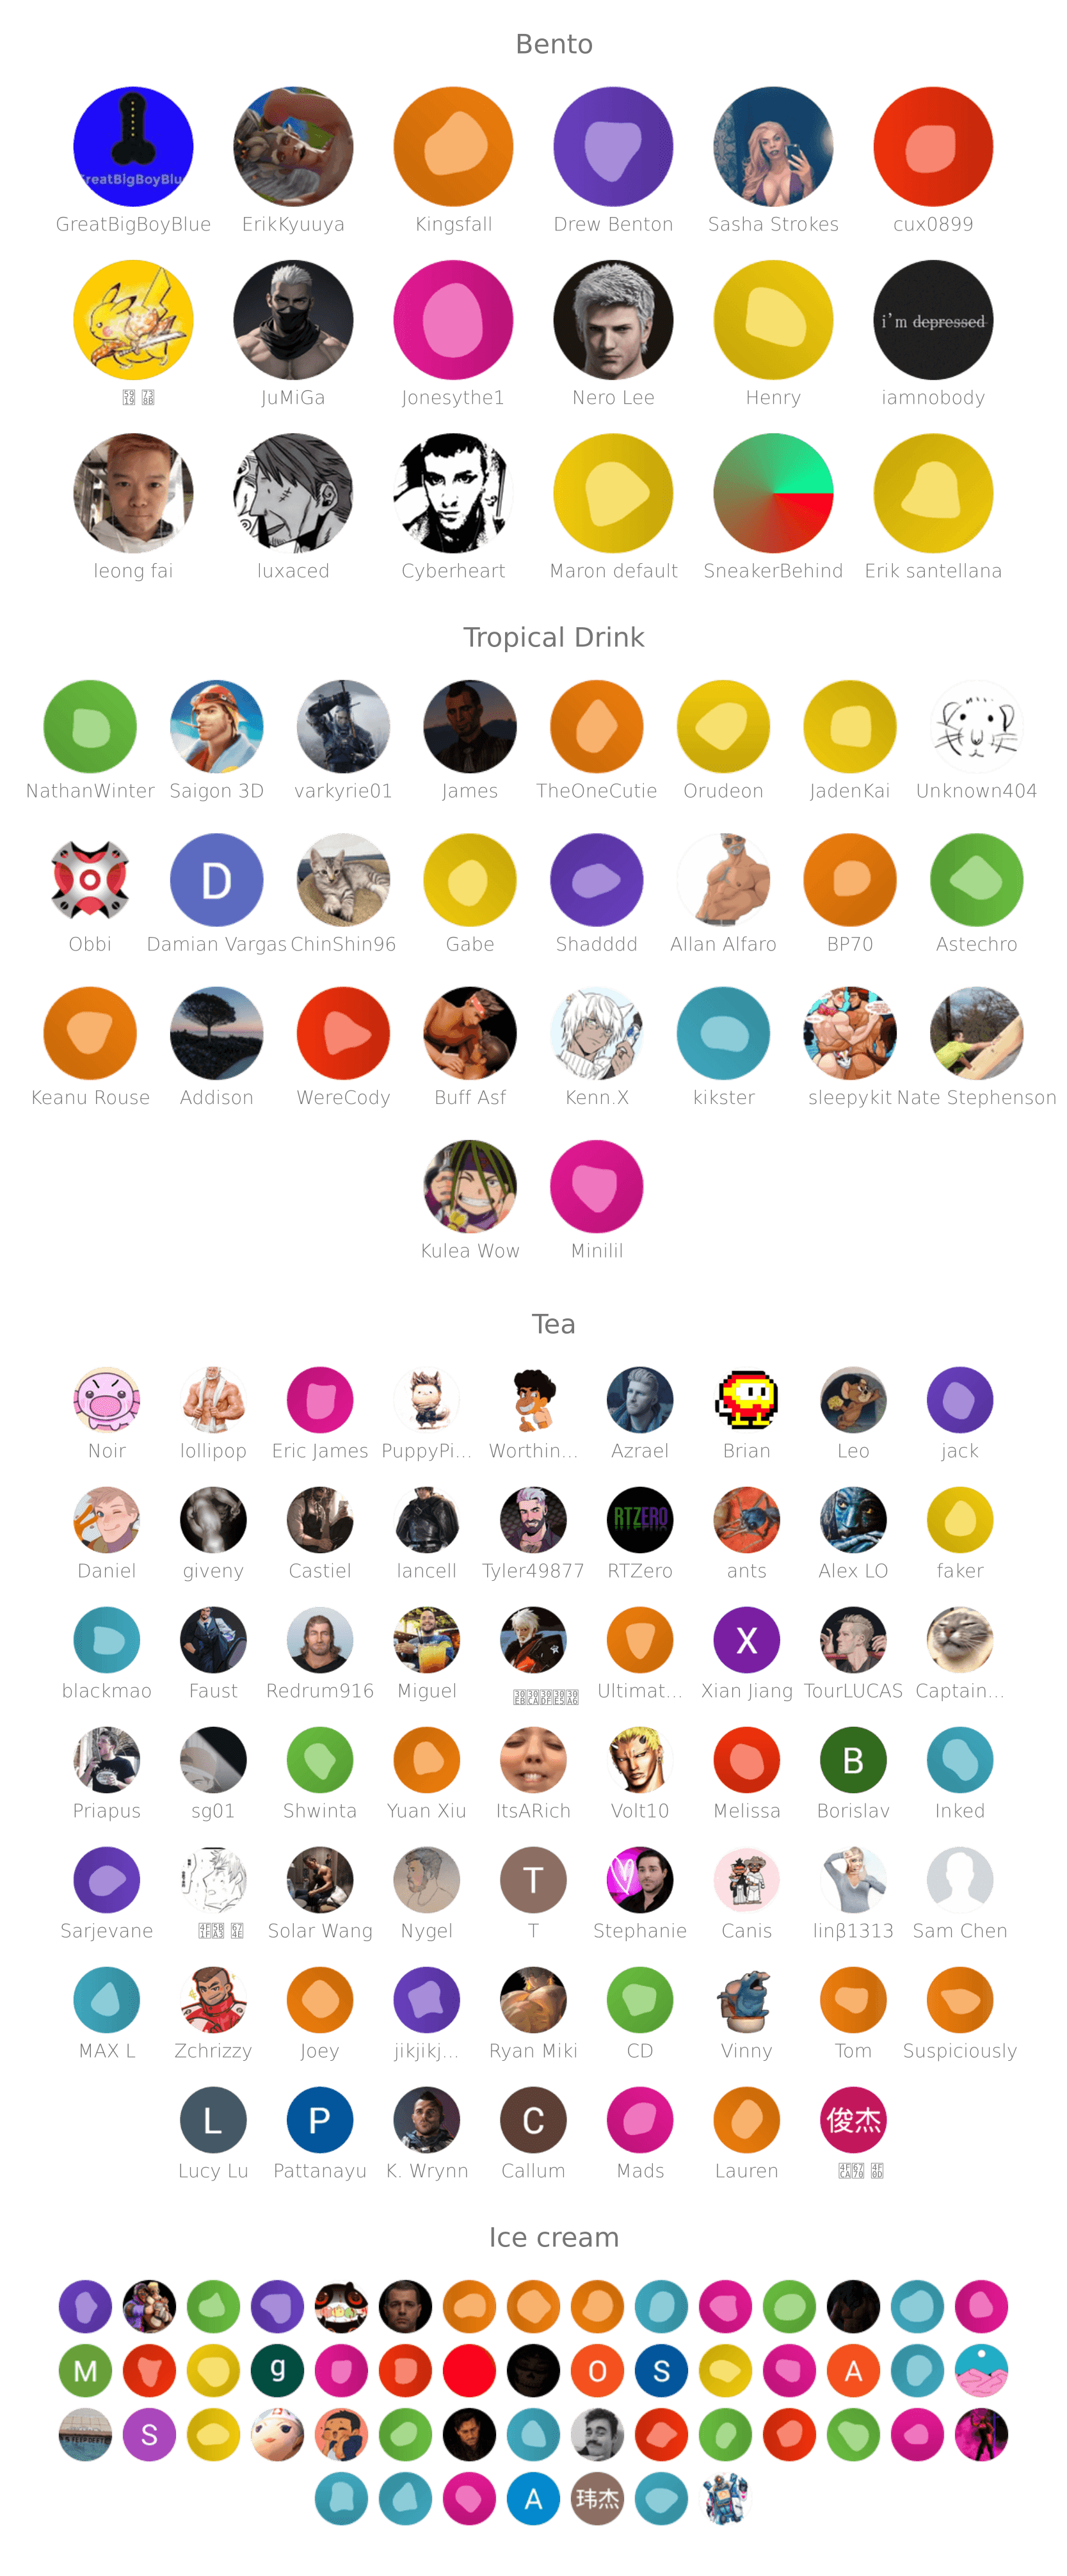 Bento
GreatBigBoyBlu
GreatBigBoyBlue ErikKyuuya Kingsfall Drew Benton Sasha Strokes cux0899
i'm depressed
JuMiGa Jonesythe1 Nero Lee Henry iamnobody
leong fai luxaced Cyberheart Maron default SneakerBehind Erik santellana
Tropical Drink
NathanWinter Saigon 3D varkyrie01 James TheOneCutie Orudeon JadenKai Unknown404
D
Obbi Damian Vargas ChinShin96 Gabe Shadddd Allan Alfaro BP70 Astechro
Keanu Rouse Addison WereCody Buff Asf Kenn.X kikster sleepykit Nate Stephenson
Kulea Wow Minilil
Tea
Noir lollipop Eric James PuppyPi... Worthin... Azrael Brian Leo jack
RTZERO
Daniel giveny Castiel lancell Tyler49877 RTZero ants Alex LO faker
X
blackmao Faust Redrum916 Miguel Ultimat... Xian Jiang TourLUCAS Captain...
B
Priapus sg01 Shwinta Yuan Xiu ItsARich Volt10 Melissa Borislav Inked
T
Sarjevane Solar Wang Nygel T Stephanie Canis linβ1313 Sam Chen
MAX L Zchrizzy Joey jikjikj... Ryan Miki CD Vinny Tom Suspiciously
L P C 俊杰
Lucy Lu Pattanayu K. Wrynn Callum Mads Lauren
Ice cream
M g O S A
S
A 玮杰